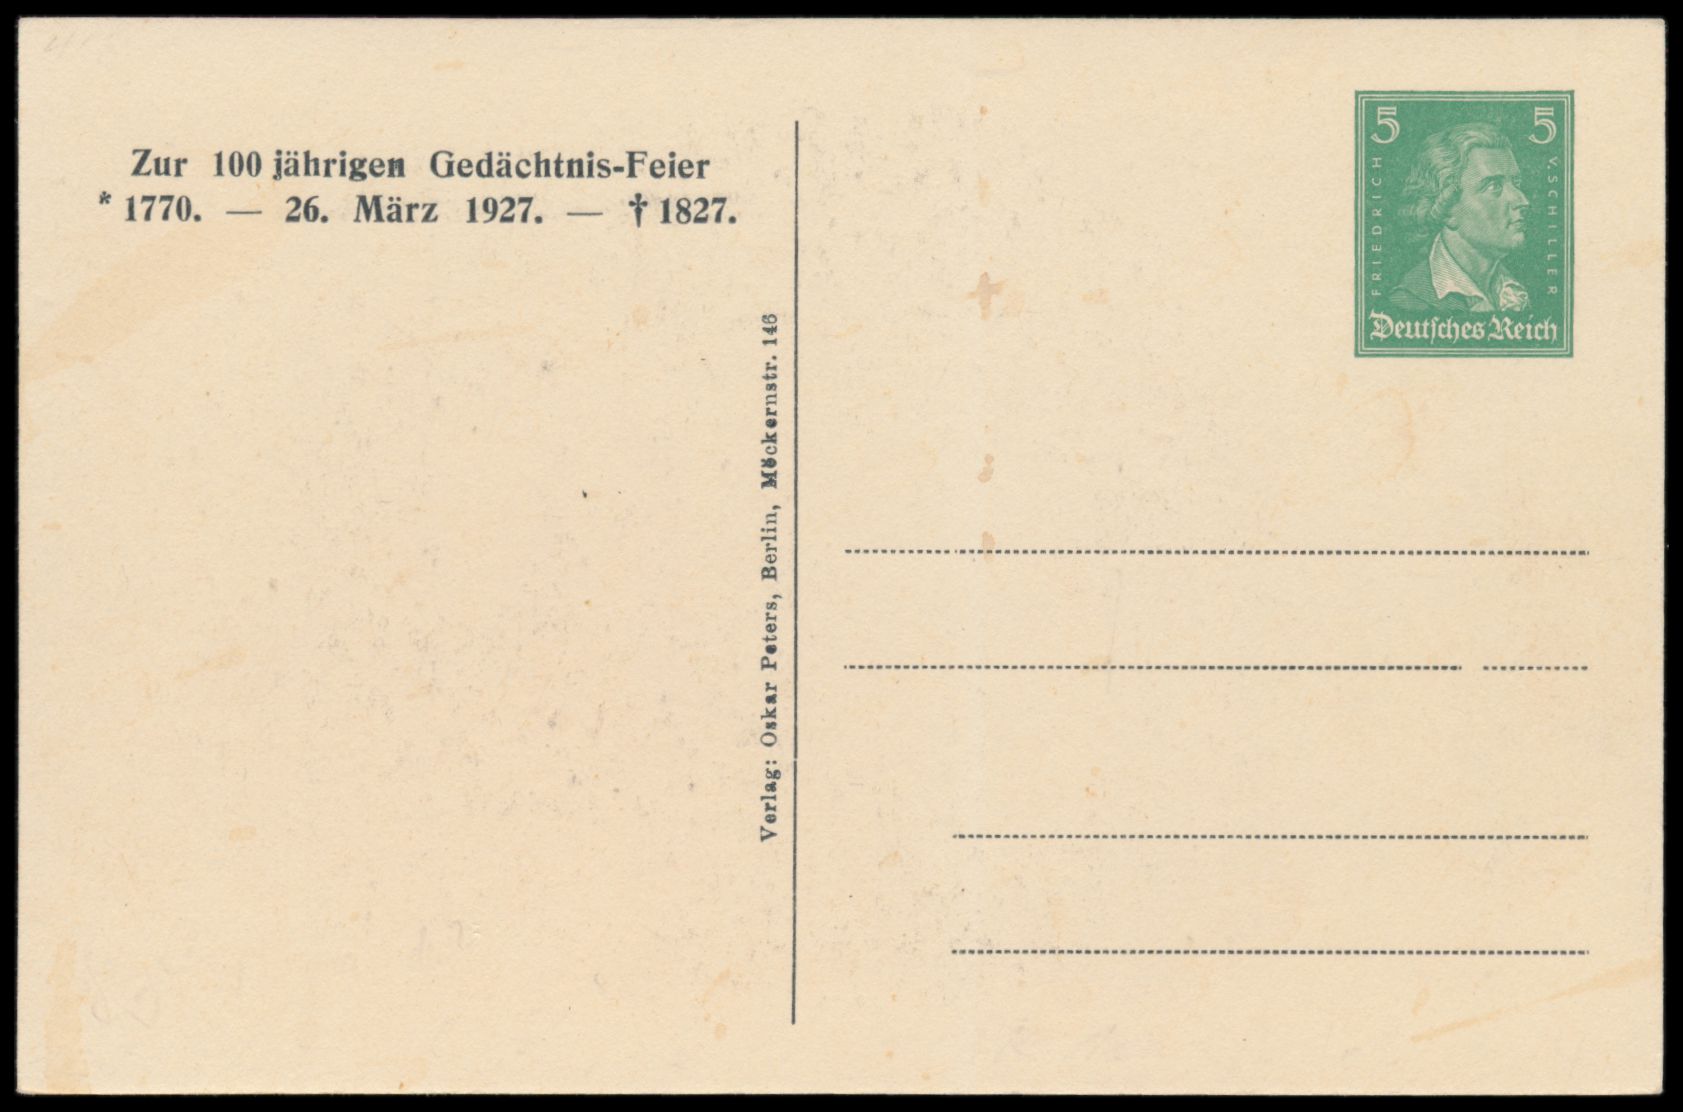 Zur 100 jährigen Gedächtnis-Feier
* 1770. — 26. März 1927. — † 1827.
Verlag: Oskar Peters, Berlin, Möckernstr. 146
5 5
FRIEDRICH
V. SCHILLER
Deutsches Reich